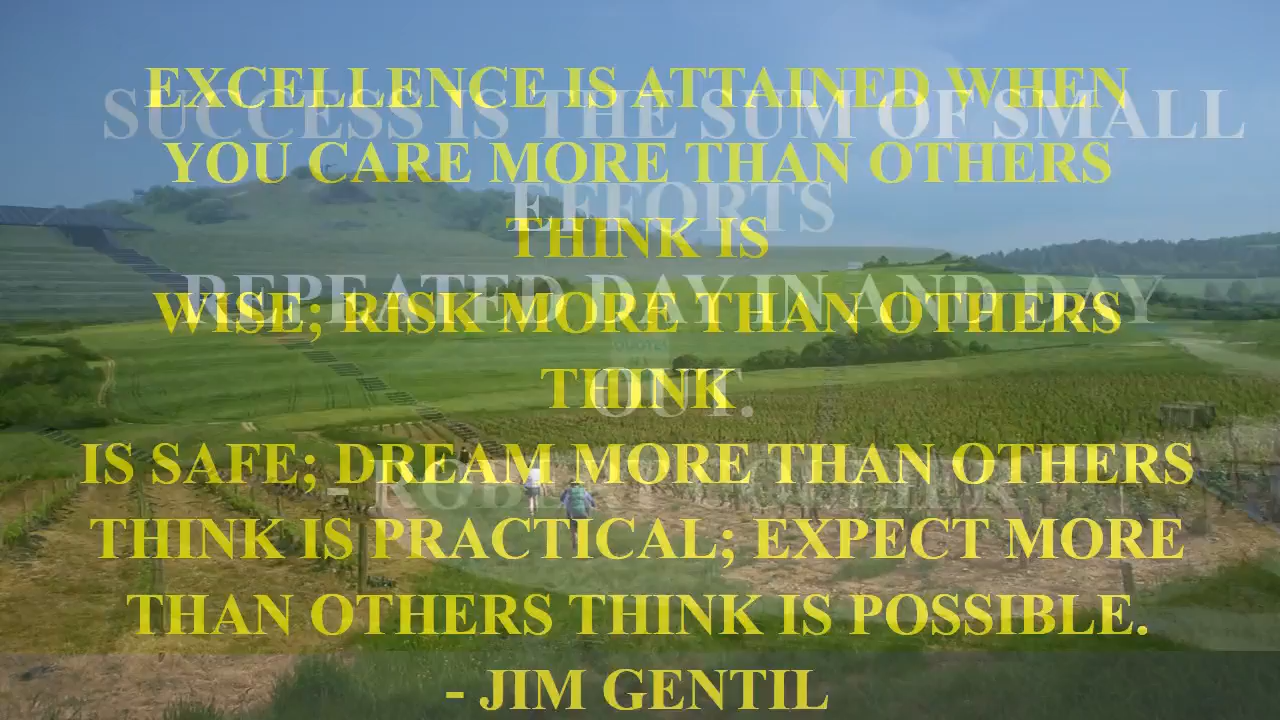 EXCELLENCE IS ATTAINED WHEN
YOU CARE MORE THAN OTHERS
THINK IS
WISE; RISK MORE THAN OTHERS
THINK
IS SAFE; DREAM MORE THAN OTHERS
THINK IS PRACTICAL; EXPECT MORE
THAN OTHERS THINK IS POSSIBLE.
- JIM GENTIL
SUCCESS IS THE SUM OF SMALL
EFFORTS
REPEATED DAY IN AND DAY
OUT.
- ROBERT COLLIER